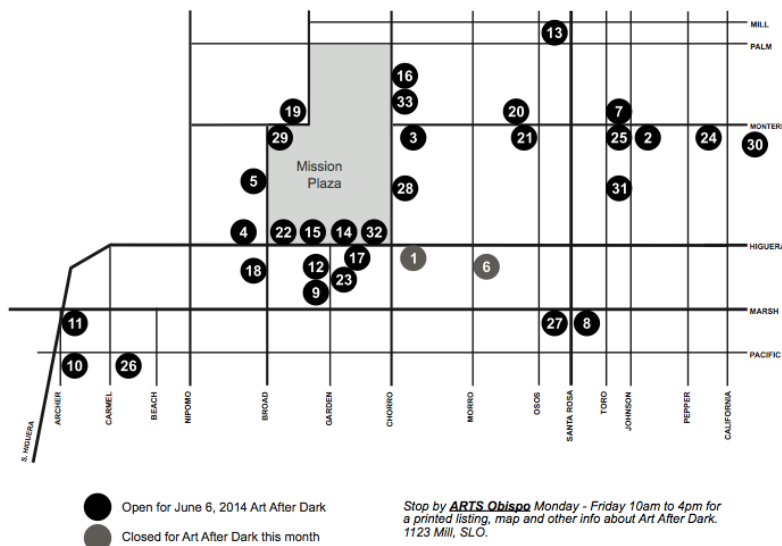 MILL
13
PALM
16
33
19
20
7
MONTERE
29
3
21
25
2
24
30
Mission
Plaza
5
28
31
4
22
15
14
32
HIGUERA
17
1
18
12
6
23
9
MARSH
11
27
8
PACIFIC
10
26
S. HIGUERA
ARCHER
CARMEL
BEACH
NIPOMO
BROAD
GARDEN
CHORRO
MORRO
OSOS
SANTA ROSA
TORO
JOHNSON
PEPPER
CALIFORNIA
Open for June 6, 2014 Art After Dark
Closed for Art After Dark this month
Stop by ARTS Obispo Monday - Friday 10am to 4pm for
a printed listing, map and other info about Art After Dark.
1123 Mill, SLO.